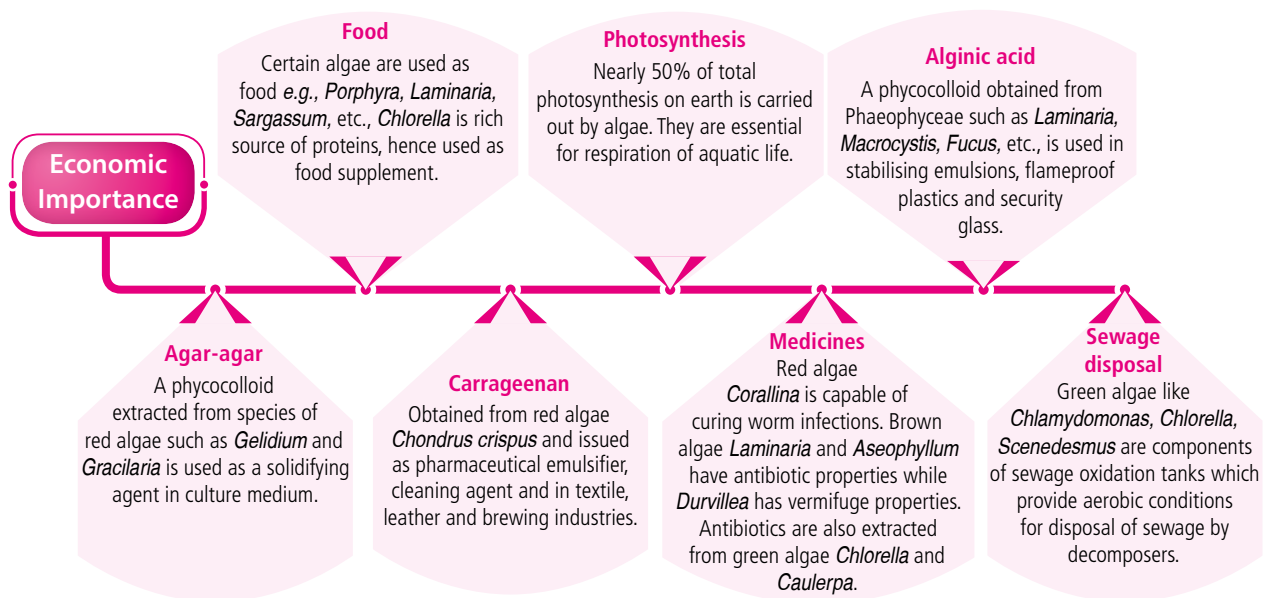 Economic
Importance
Food
Certain algae are used as
food e.g., Porphyra, Laminaria,
Sargassum, etc., Chlorella is rich
source of proteins, hence used as
food supplement.
Photosynthesis
Nearly 50% of total
photosynthesis on earth is carried
out by algae. They are essential
for respiration of aquatic life.
Alginic acid
A phycocolloid obtained from
Phaeophyceae such as Laminaria,
Macrocystis, Fucus, etc., is used in
stabilising emulsions, flameproof
plastics and security
glass.
Agar-agar
A phycocolloid
extracted from species of
red algae such as Gelidium and
Gracilaria is used as a solidifying
agent in culture medium.
Carrageenan
Obtained from red algae
Chondrus crispus and issued
as pharmaceutical emulsifier,
cleaning agent and in textile,
leather and brewing industries.
Medicines
Red algae
Corallina is capable of
curing worm infections. Brown
algae Laminaria and Aseophyllum
have antibiotic properties while
Durvillea has vermifuge properties.
Antibiotics are also extracted
from green algae Chlorella and
Caulerpa.
Sewage
disposal
Green algae like
Chlamydomonas, Chlorella,
Scenedesmus are components
of sewage oxidation tanks which
provide aerobic conditions
for disposal of sewage by
decomposers.